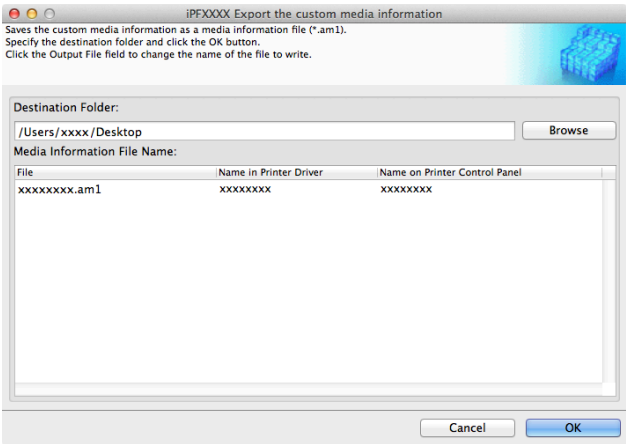 iPFXXXX Export the custom media information
Saves the custom media information as a media information file (*.am1).
Specify the destination folder and click the OK button.
Click the Output File field to change the name of the file to write.
Destination Folder:
/Users/xxxx/Desktop Browse
Media Information File Name:
File Name in Printer Driver Name on Printer Control Panel
xxxxxxxx.am1 xxxxxxxx xxxxxxxx
Cancel OK